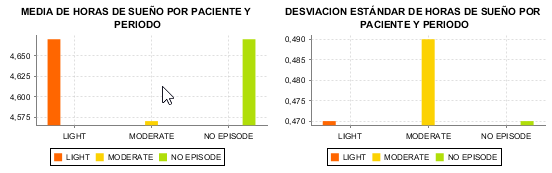 MEDIA DE HORAS DE SUEÑO POR PACIENTE Y
PERIODO
4,650
4,625
4,600
4,575
LIGHT
MODERATE
NO EPISODE
LIGHT MODERATE NO EPISODE
DESVIACION ESTÁNDAR DE HORAS DE SUEÑO POR
PACIENTE Y PERIODO
0,490
0,485
0,480
0,475
0,470
LIGHT
MODERATE
NO EPISODE
LIGHT MODERATE NO EPISODE